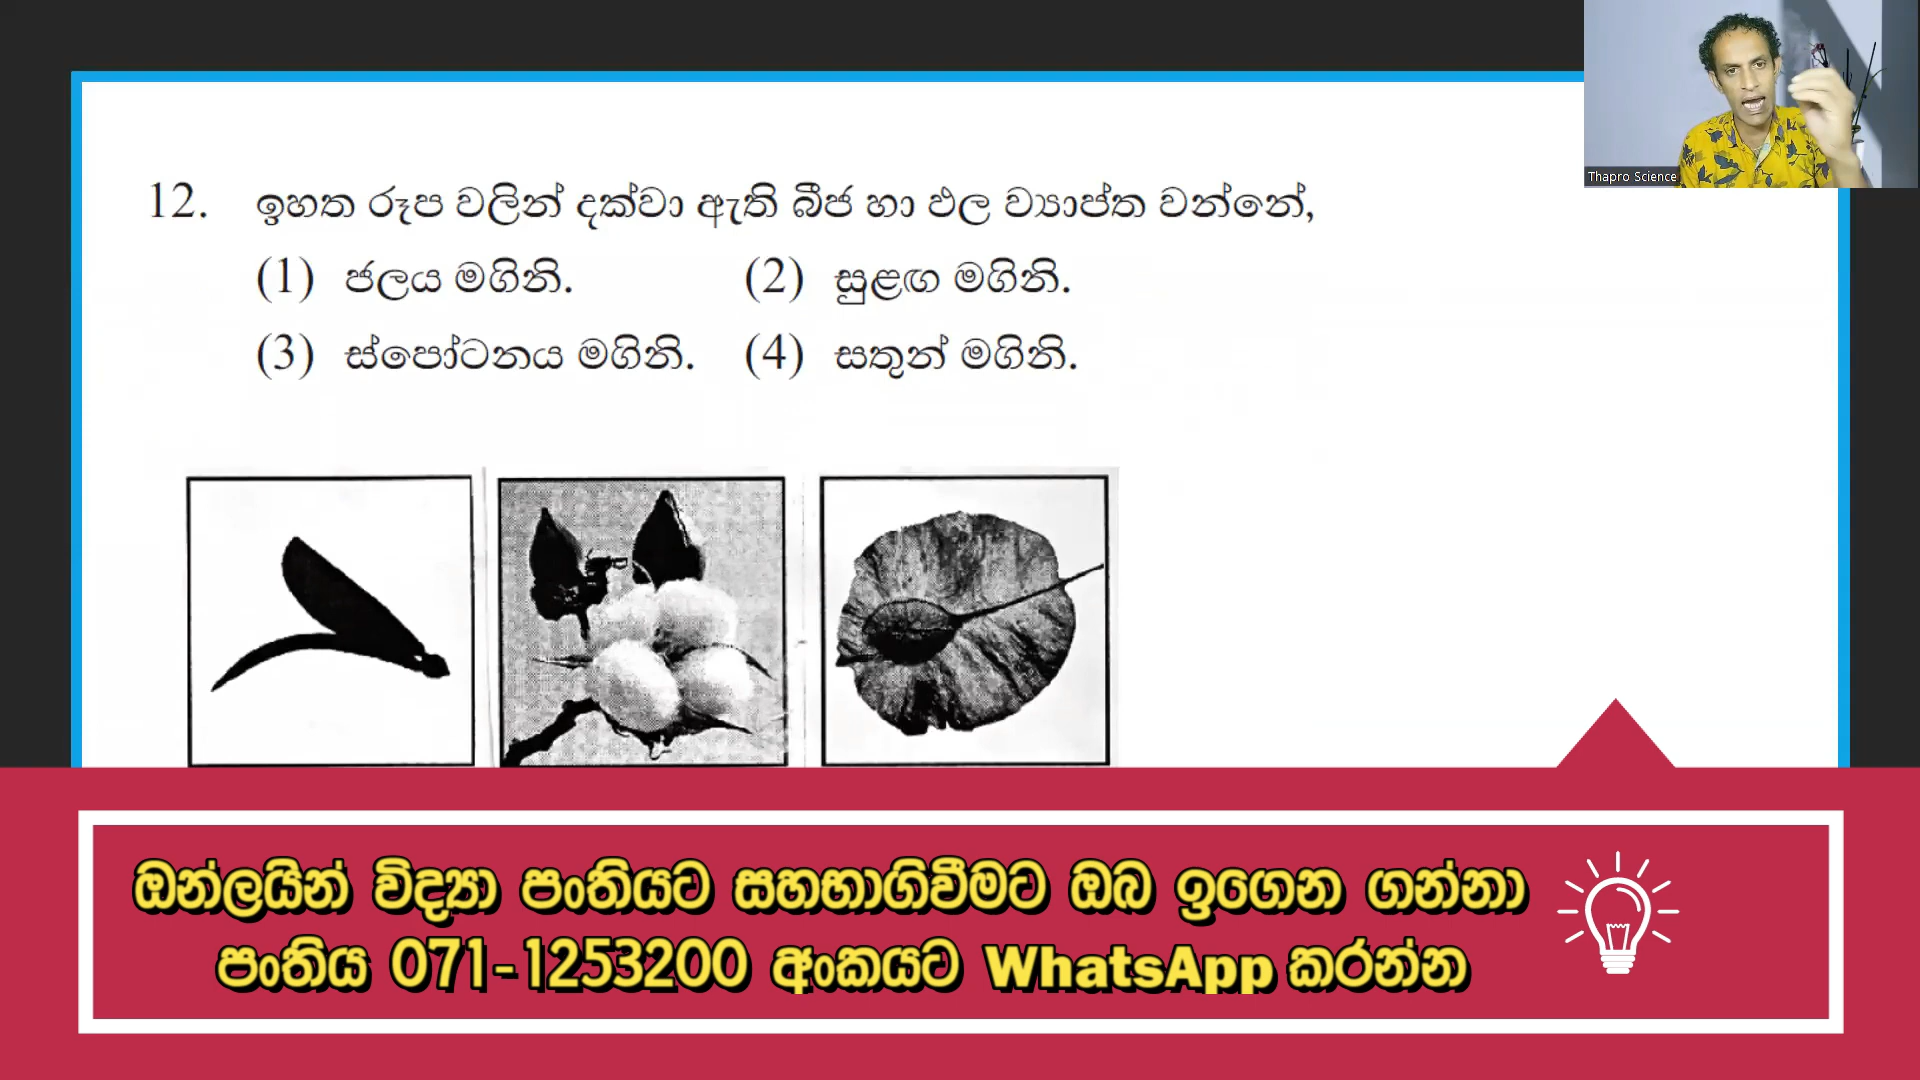 Thapro Science
12. ඉහත රූප වලින් දක්වා ඇති බීජ හා ඵල ව්‍යාප්ත වන්නේ,
(1) ජලය මගිනි. (2) සුළඟ මගිනි.
(3) ස්පෝටනය මගිනි. (4) සතුන් මගිනි.
ඔන්ලයින් විද්‍යා පංතියට සහභාගිවීමට ඔබ ඉගෙන ගන්නා
පංතිය 071-1253200 අංකයට WhatsApp කරන්න